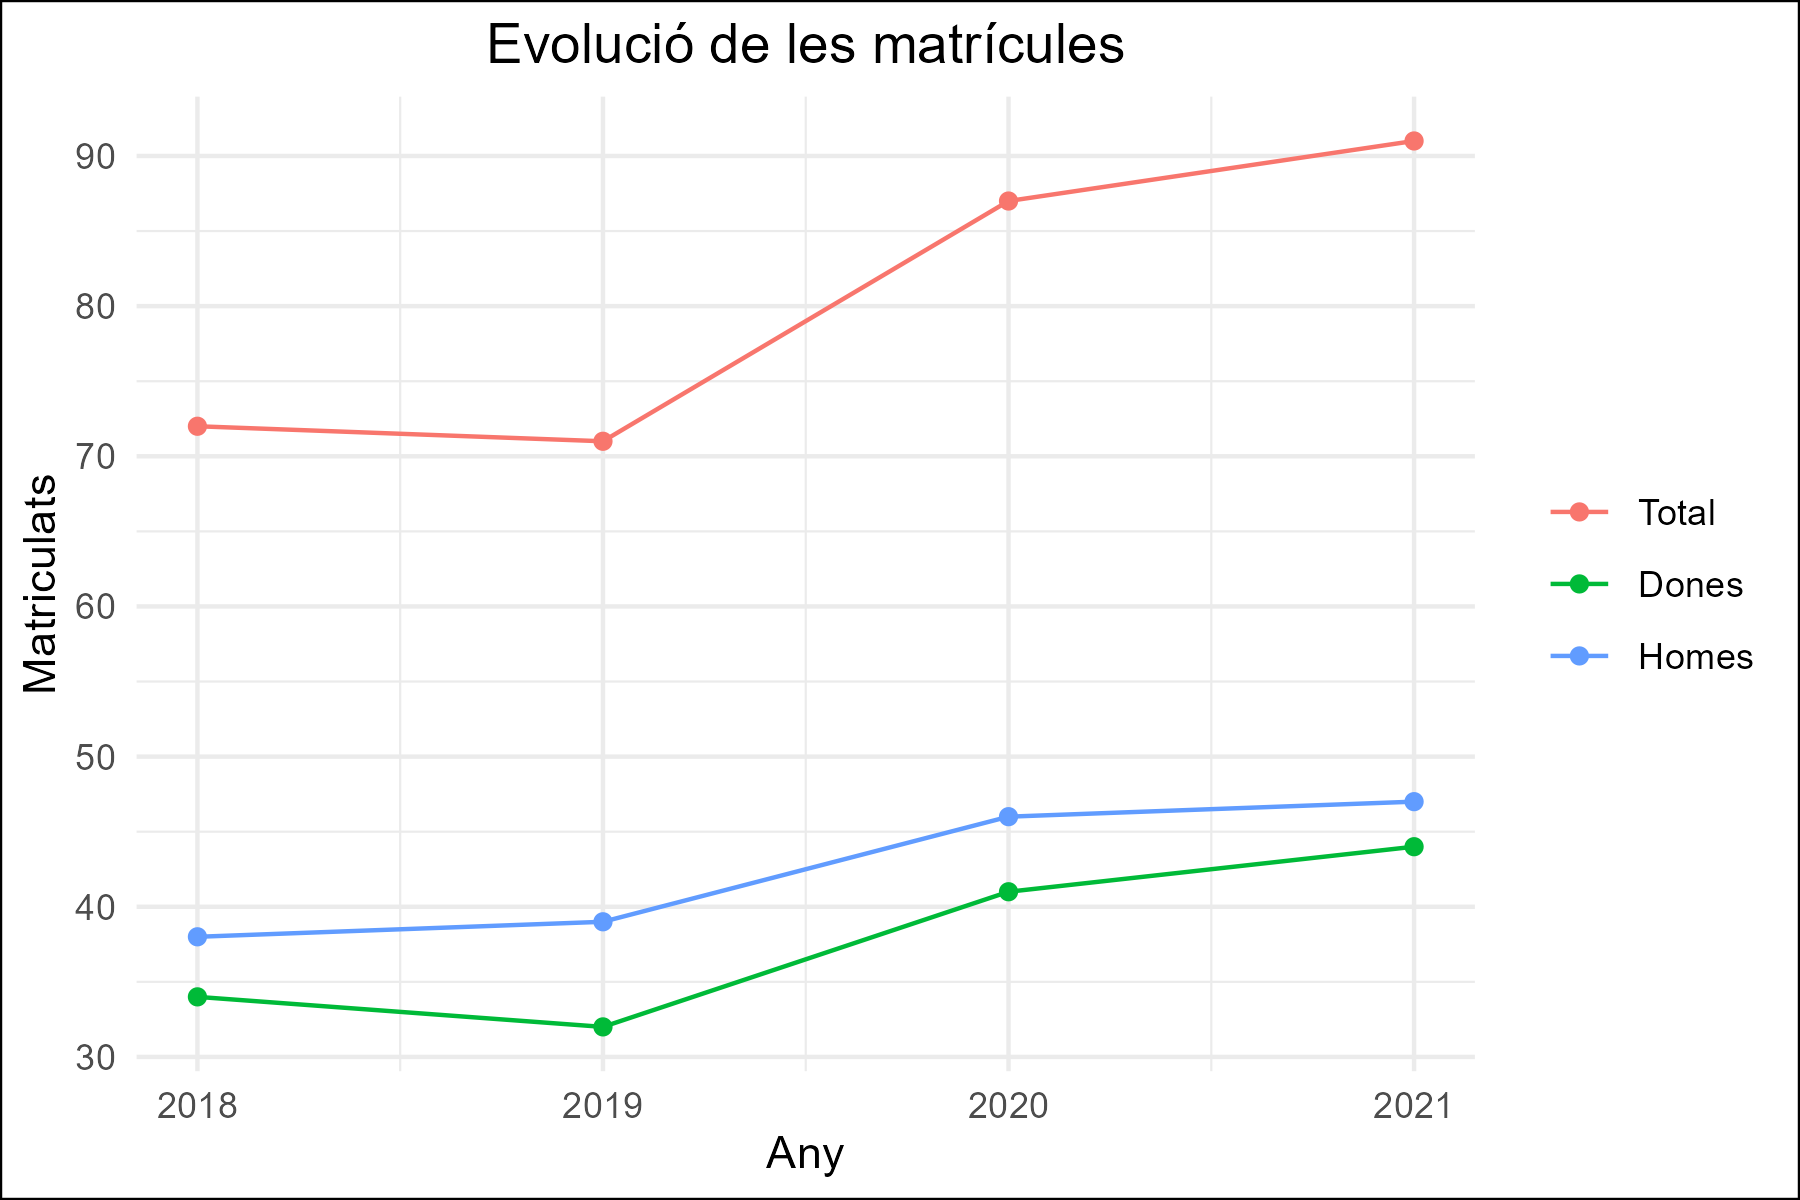 Evolució de les matrícules
90
80
70
60
50
40
30
Matriculats
2018
2019
2020
2021
Any
Total
Dones
Homes